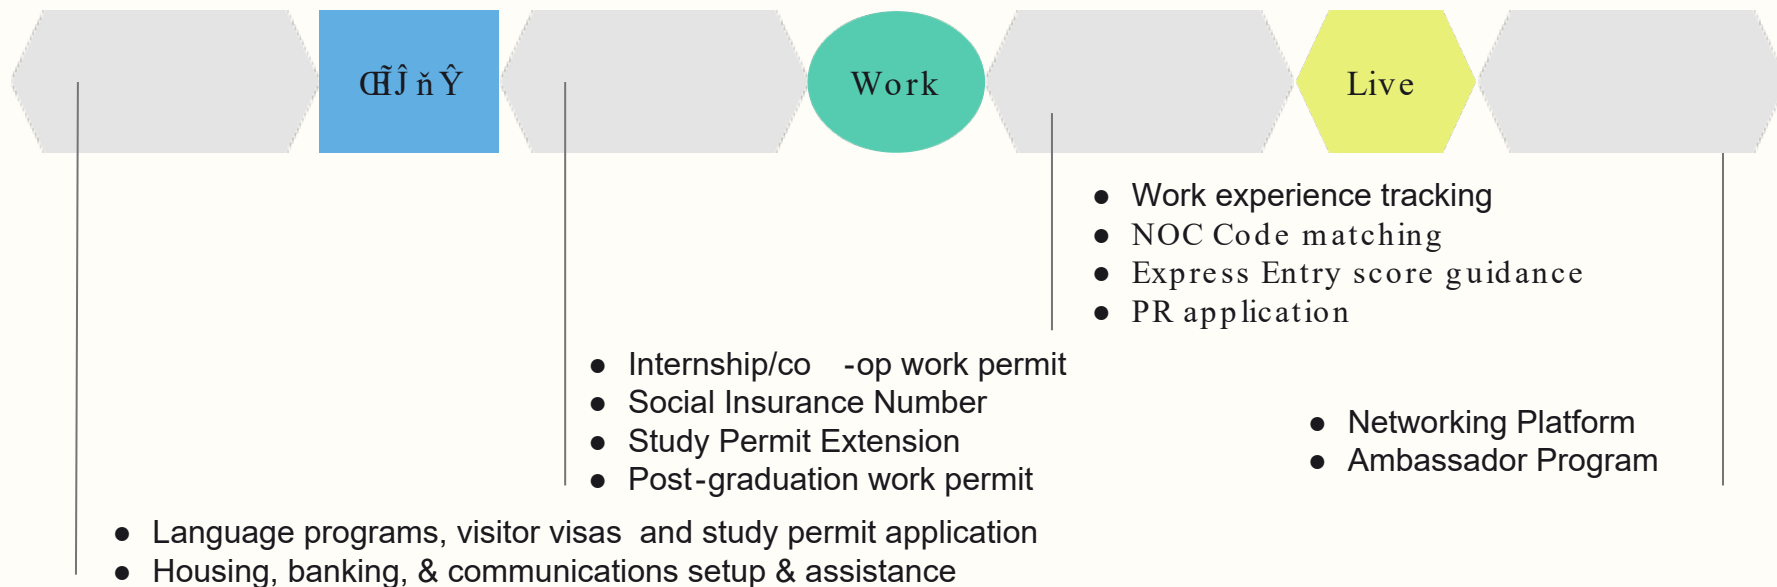 ŒȞĴňŶ
Work
Live
● Work experience tracking
● NOC Code matching
● Express Entry score guidance
● PR application
● Internship/co -op work permit
● Social Insurance Number
● Study Permit Extension
● Post-graduation work permit
● Networking Platform
● Ambassador Program
● Language programs, visitor visas and study permit application
● Housing, banking, & communications setup & assistance